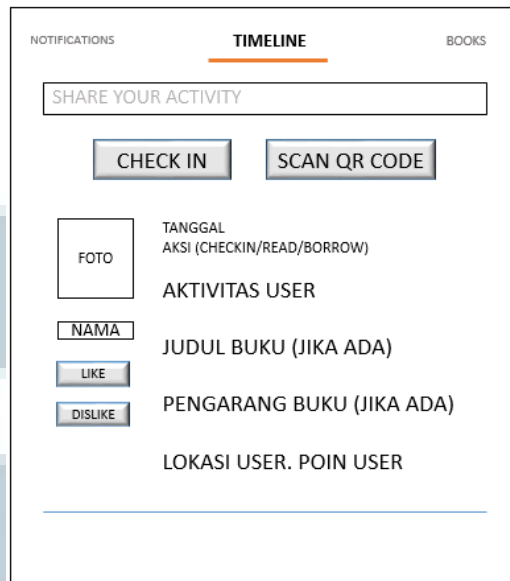 NOTIFICATIONS TIMELINE BOOKS
SHARE YOUR ACTIVITY
CHECK IN SCAN QR CODE
FOTO
NAMA
LIKE
DISLIKE
TANGGAL
AKSI (CHECKIN/READ/BORROW)
AKTIVITAS USER
JUDUL BUKU (JIKA ADA)
PENGARANG BUKU (JIKA ADA)
LOKASI USER. POIN USER